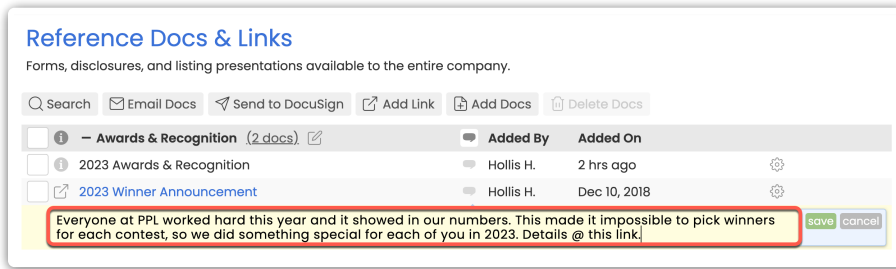 Reference Docs & Links
Forms, disclosures, and listing presentations available to the entire company.
Search Email Docs Send to DocuSign Add Link Add Docs Delete Docs
– Awards & Recognition (2 docs) Added By Added On
2023 Awards & Recognition Hollis H. 2 hrs ago
2023 Winner Announcement Hollis H. Dec 10, 2018
Everyone at PPL worked hard this year and it showed in our numbers. This made it impossible to pick winners save cancel
for each contest, so we did something special for each of you in 2023. Details @ this link.